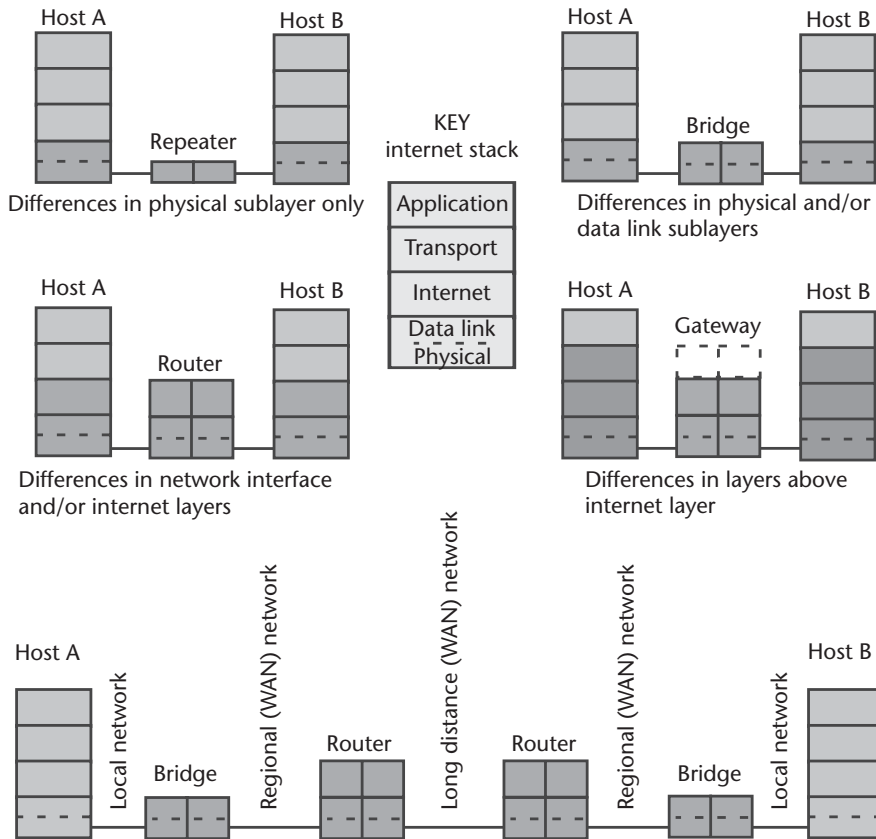 Host A
Host B
Repeater
Differences in physical sublayer only
KEY
internet stack
Application
Transport
Internet
Data link
Physical
Host A
Host B
Bridge
Differences in physical and/or
data link sublayers
Host A
Host B
Router
Differences in network interface
and/or internet layers
Host A
Host B
Gateway
Differences in layers above
internet layer
Host A
Local network
Bridge
Regional (WAN) network
Router
Long distance (WAN) network
Router
Regional (WAN) network
Bridge
Local network
Host B